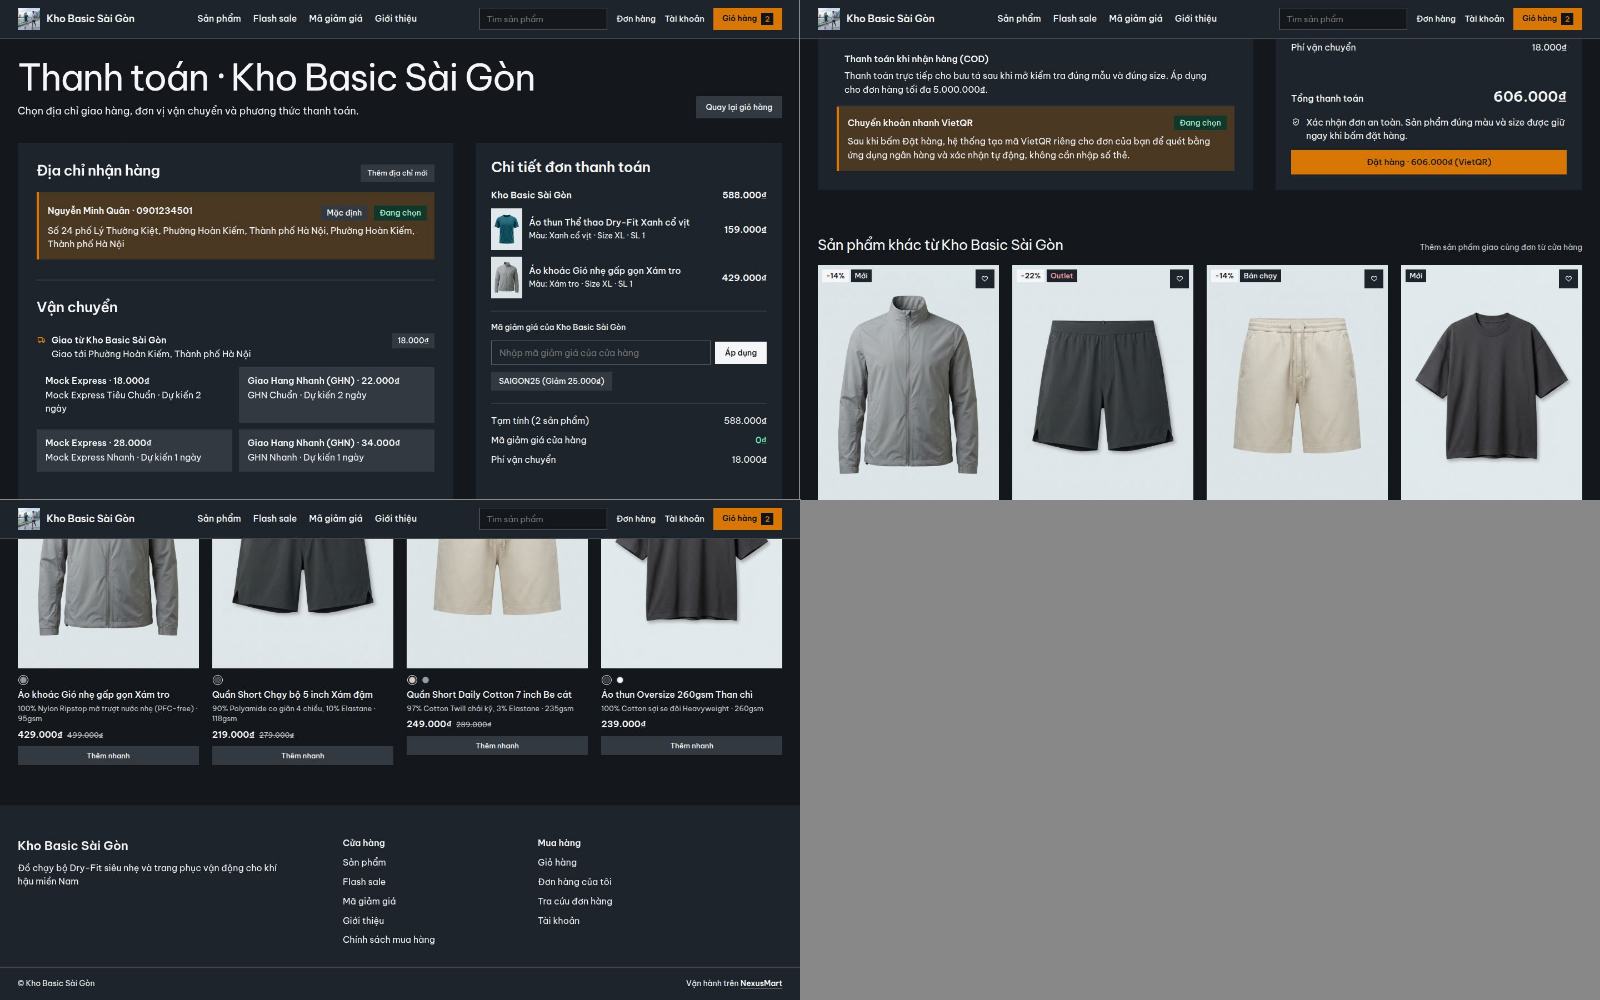 Kho Basic Sài Gòn
Sản phẩm
Flash sale
Mã giảm giá
Giới thiệu
Tìm sản phẩm
Đơn hàng
Tài khoản
Giỏ hàng 2
Thanh toán · Kho Basic Sài Gòn
Chọn địa chỉ giao hàng, đơn vị vận chuyển và phương thức thanh toán.
Quay lại giỏ hàng
Địa chỉ nhận hàng
Thêm địa chỉ mới
Nguyễn Minh Quân · 0901234501
Mặc định
Đang chọn
Số 24 phố Lý Thường Kiệt, Phường Hoàn Kiếm, Thành phố Hà Nội, Phường Hoàn Kiếm,
Thành phố Hà Nội
Vận chuyển
Giao từ Kho Basic Sài Gòn
18.000₫
Giao tới Phường Hoàn Kiếm, Thành phố Hà Nội
Mock Express · 18.000₫
Mock Express Tiêu Chuẩn · Dự kiến 2
ngày
Giao Hang Nhanh (GHN) · 22.000₫
GHN Chuẩn · Dự kiến 2 ngày
Mock Express · 28.000₫
Mock Express Nhanh · Dự kiến 1 ngày
Giao Hang Nhanh (GHN) · 34.000₫
GHN Nhanh · Dự kiến 1 ngày
Chi tiết đơn thanh toán
Kho Basic Sài Gòn
588.000₫
Áo thun Thể thao Dry-Fit Xanh cổ vịt
Màu: Xanh cổ vịt · Size XL · SL 1
159.000₫
Áo khoác Gió nhẹ gấp gọn Xám tro
Màu: Xám tro · Size XL · SL 1
429.000₫
Mã giảm giá của Kho Basic Sài Gòn
Nhập mã giảm giá của cửa hàng
Áp dụng
SAIGON25 (Giảm 25.000₫)
Tạm tính (2 sản phẩm)
588.000₫
Mã giảm giá cửa hàng
0₫
Phí vận chuyển
18.000₫
Kho Basic Sài Gòn
Sản phẩm
Flash sale
Mã giảm giá
Giới thiệu
Tìm sản phẩm
Đơn hàng
Tài khoản
Giỏ hàng 2
Thanh toán khi nhận hàng (COD)
Thanh toán trực tiếp cho bưu tá sau khi mở kiểm tra đúng mẫu và đúng size. Áp dụng
cho đơn hàng tối đa 5.000.000₫.
Chuyển khoản nhanh VietQR
Đang chọn
Sau khi bấm Đặt hàng, hệ thống tạo mã VietQR riêng cho đơn của bạn để quét bằng
ứng dụng ngân hàng và xác nhận tự động, không cần nhập số thẻ.
Phí vận chuyển
18.000₫
Tổng thanh toán
606.000₫
Xác nhận đơn an toàn. Sản phẩm đúng màu và size được giữ
ngay khi bấm đặt hàng.
Đặt hàng · 606.000₫ (VietQR)
Sản phẩm khác từ Kho Basic Sài Gòn
Thêm sản phẩm giao cùng đơn từ cửa hàng
-14%
Mới
-22%
Outlet
-14%
Bán chạy
Mới
Kho Basic Sài Gòn
Sản phẩm
Flash sale
Mã giảm giá
Giới thiệu
Tìm sản phẩm
Đơn hàng
Tài khoản
Giỏ hàng 2
Áo khoác Gió nhẹ gấp gọn Xám tro
100% Nylon Ripstop mờ trượt nước nhẹ (PFC-free) ·
95gsm
429.000₫ 499.000₫
Thêm nhanh
Quần Short Chạy bộ 5 inch Xám đậm
90% Polyamide co giãn 4 chiều, 10% Elastane ·
118gsm
219.000₫ 279.000₫
Thêm nhanh
Quần Short Daily Cotton 7 inch Be cát
97% Cotton Twill chải kỹ, 3% Elastane · 235gsm
249.000₫ 289.000₫
Thêm nhanh
Áo thun Oversize 260gsm Than chì
100% Cotton sợi se đôi Heavyweight · 260gsm
239.000₫
Thêm nhanh
Kho Basic Sài Gòn
Đồ chạy bộ Dry-Fit siêu nhẹ và trang phục vận động cho khí
hậu miền Nam
Cửa hàng
Sản phẩm
Flash sale
Mã giảm giá
Giới thiệu
Chính sách mua hàng
Mua hàng
Giỏ hàng
Đơn hàng của tôi
Tra cứu đơn hàng
Tài khoản
© Kho Basic Sài Gòn
Vận hành trên NexusMart